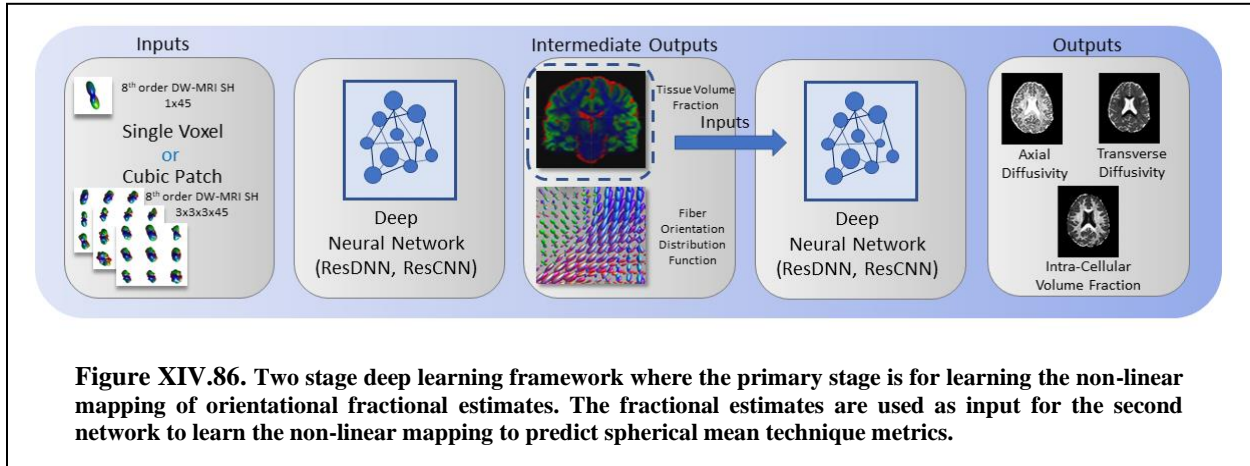 Inputs
8th order DW-MRI SH
1x45
Single Voxel
or
Cubic Patch
8th order DW-MRI SH
3x3x3x45
Deep
Neural Network
(ResDNN, ResCNN)
Intermediate Outputs
Tissue Volume
Fraction
Inputs
Fiber
Orientation
Distribution
Function
Deep
Neural Network
(ResDNN, ResCNN)
Outputs
Axial
Diffusivity
Transverse
Diffusivity
Intra-Cellular
Volume Fraction
Figure XIV.86. Two stage deep learning framework where the primary stage is for learning the non-linear
mapping of orientational fractional estimates. The fractional estimates are used as input for the second
network to learn the non-linear mapping to predict spherical mean technique metrics.